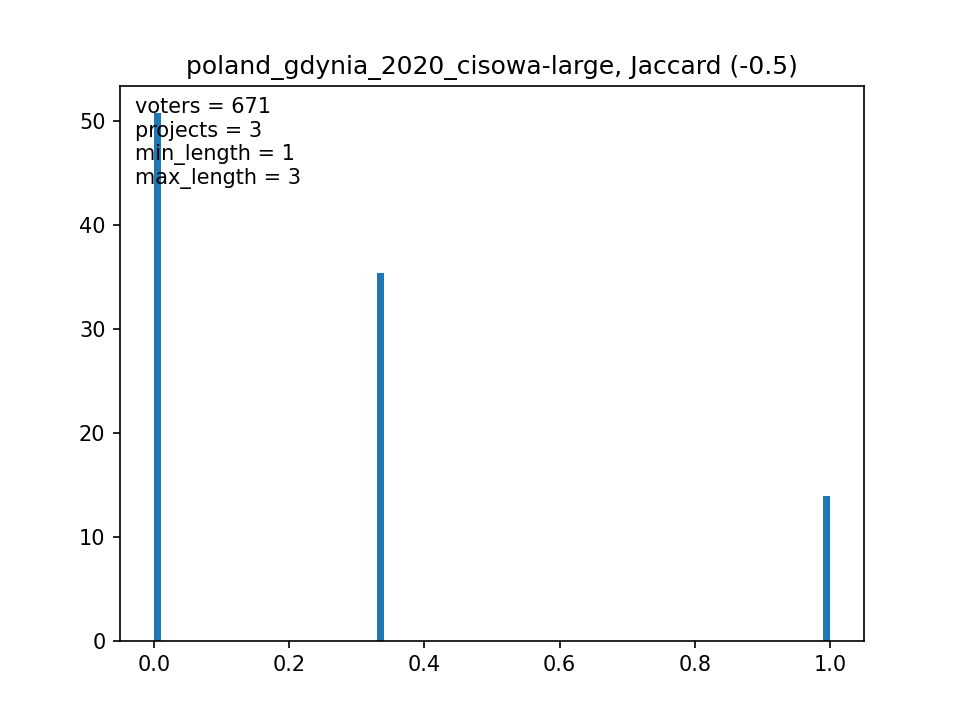 poland_gdynia_2020_cisowa-large, Jaccard (-0.5)
voters = 671
projects = 3
min_length = 1
max_length = 3
50
40
30
20
10
0
0.0 0.2 0.4 0.6 0.8 1.0